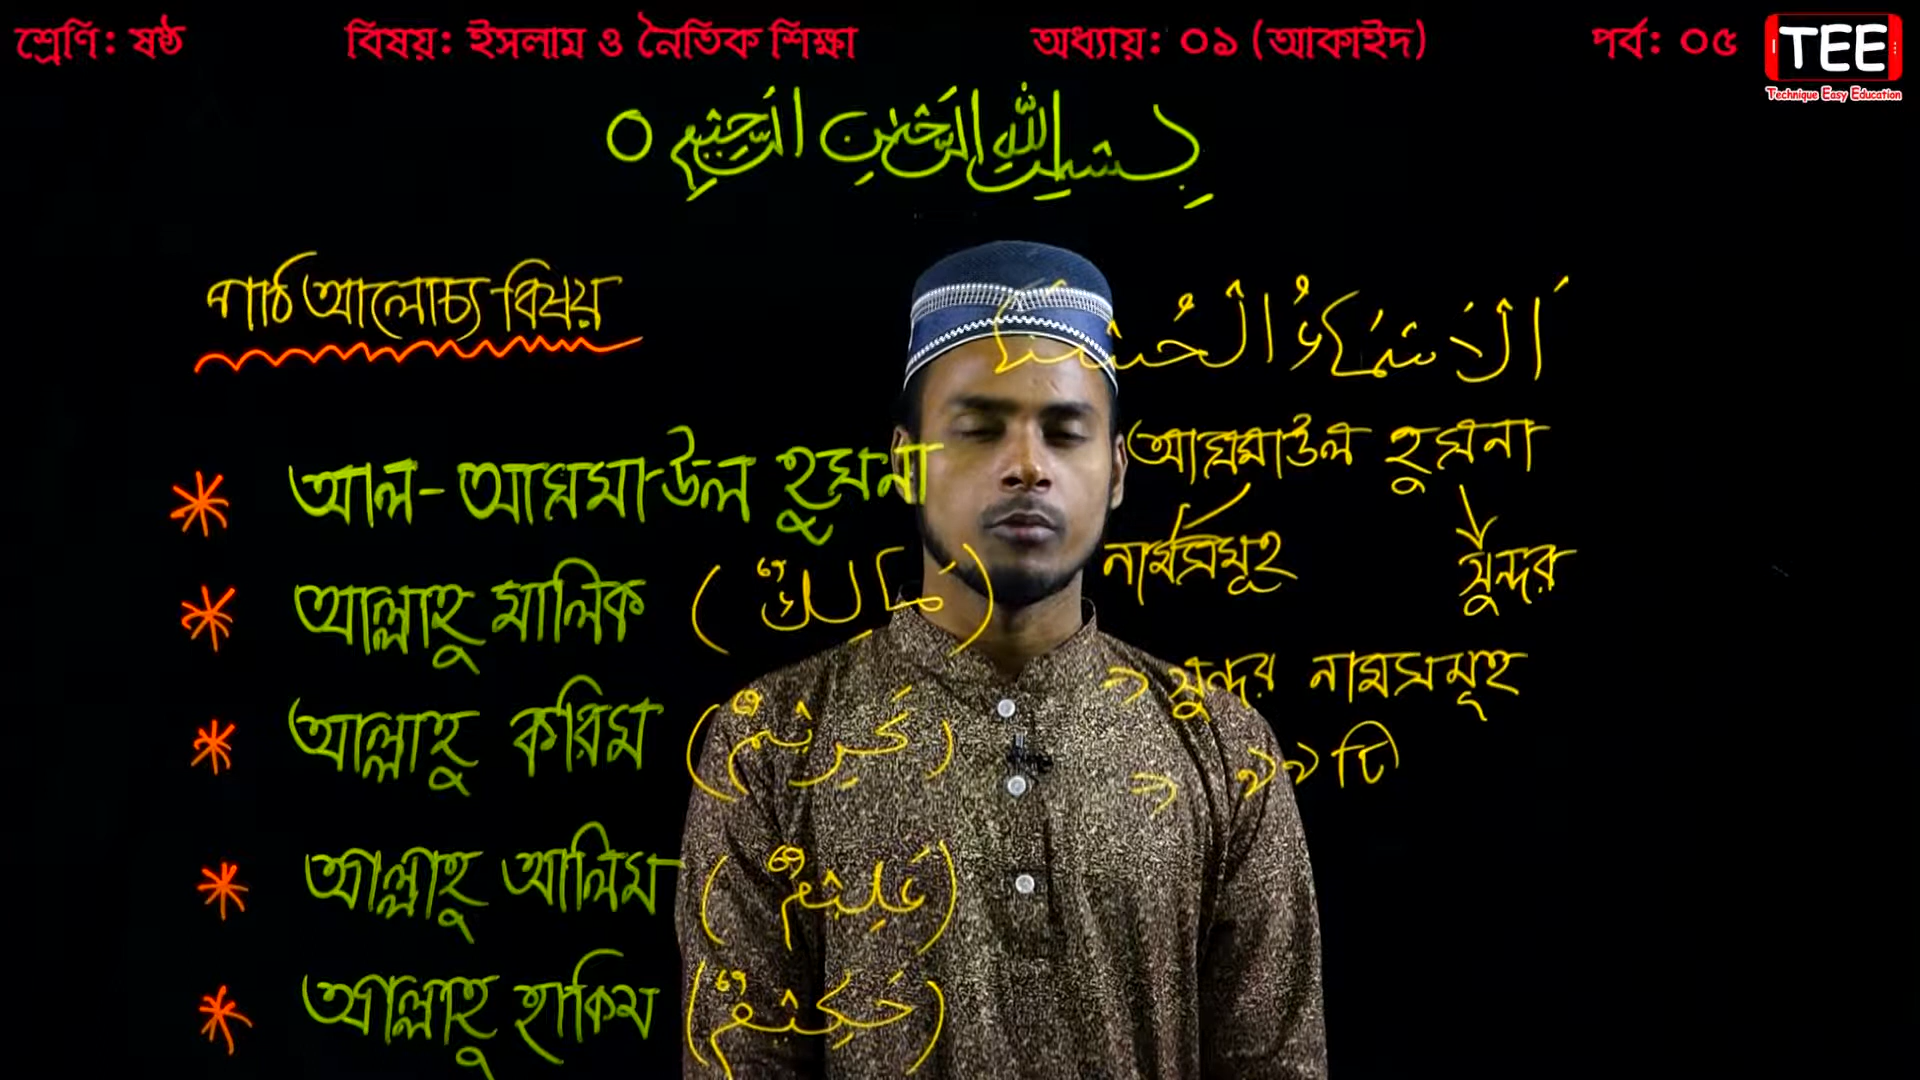 শ্রেণি: ষষ্ঠ বিষয়: ইসলাম ও নৈতিক শিক্ষা অধ্যায়: ০১ (আকাইদ) পর্ব: ০৫
TEE
Technique Easy Education
بِسْمِ اللّٰهِ الرَّحْمٰنِ الرَّحِيْمِ ০
পাঠ আলোচ্য বিষয়
* আল-আসমাউল হুসনা
* আল্লাহু মালিক (مَالِكٌ)
* আল্লাহু করিম (كَرِيْمٌ)
* আল্লাহু আলিম (عَلِيْمٌ)
* আল্লাহু হাকিম (حَكِيْمٌ)
اَلْاَسْمَاءُ الْحُسْنٰى
আসমাউল হুসনা
নামসমূহ সুন্দর
⇒ সুন্দর নামসমূহ
⇒ ৯৯টি